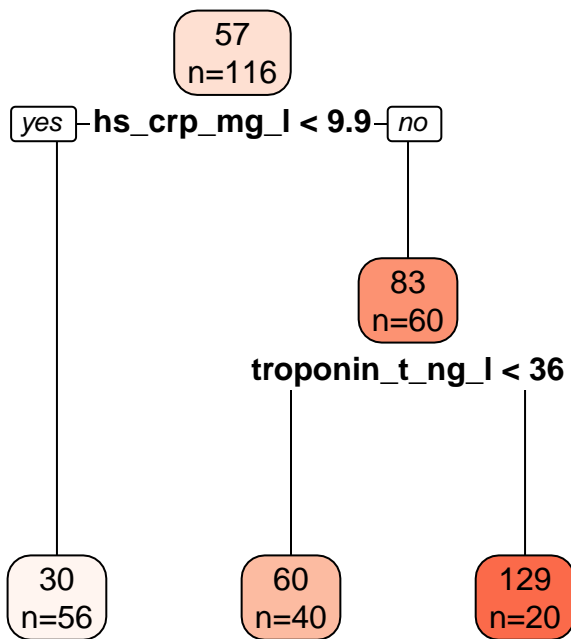 57
n=116
yes hs_crp_mg_l < 9.9 no
83
n=60
troponin_t_ng_l < 36
30
n=56
60
n=40
129
n=20